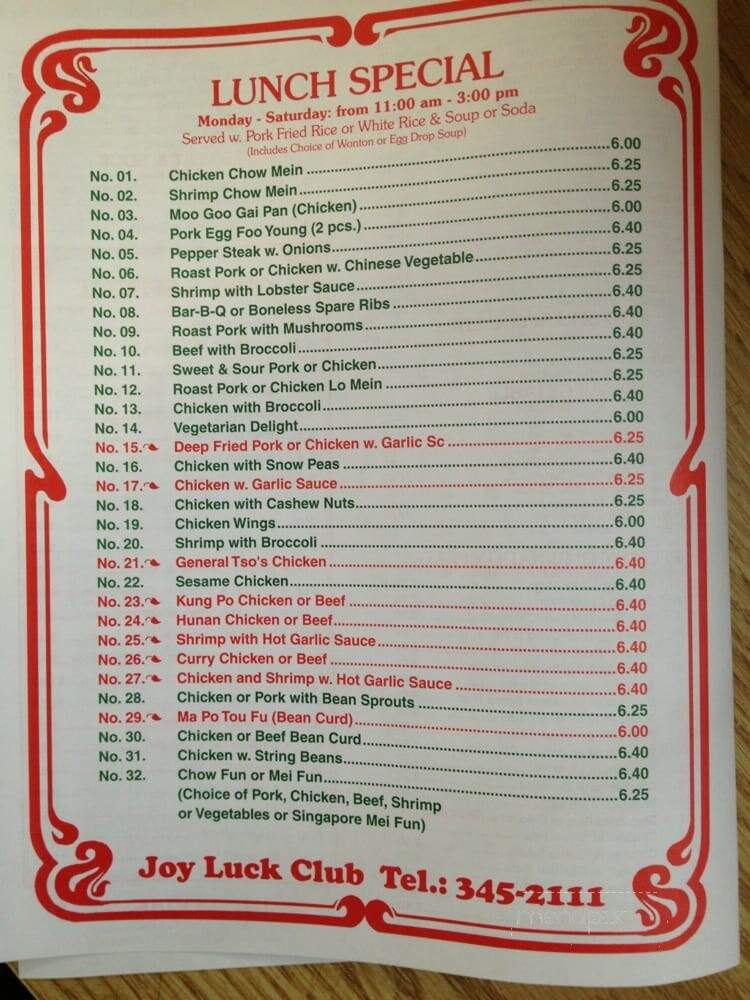 LUNCH SPECIAL
Monday - Saturday: from 11:00 am - 3:00 pm
Served w. Pork Fried Rice or White Rice & Soup or Soda
(Includes Choice of Wonton or Egg Drop Soup)
No. 01. Chicken Chow Mein 6.00
No. 02. Shrimp Chow Mein 6.25
No. 03. Moo Goo Gai Pan (Chicken) 6.25
No. 04. Pork Egg Foo Young (2 pcs.) 6.00
No. 05. Pepper Steak w. Onions 6.40
No. 06. Roast Pork or Chicken w. Chinese Vegetable 6.25
No. 07. Shrimp with Lobster Sauce 6.25
No. 08. Bar-B-Q or Boneless Spare Ribs 6.40
No. 09. Roast Pork with Mushrooms 6.40
No. 10. Beef with Broccoli 6.40
No. 11. Sweet & Sour Pork or Chicken 6.25
No. 12. Roast Pork or Chicken Lo Mein 6.25
No. 13. Chicken with Broccoli 6.40
No. 14. Vegetarian Delight 6.00
No. 15. Deep Fried Pork or Chicken w. Garlic Sc 6.25
No. 16. Chicken with Snow Peas 6.40
No. 17. Chicken w. Garlic Sauce 6.25
No. 18. Chicken with Cashew Nuts 6.25
No. 19. Chicken Wings 6.00
No. 20. Shrimp with Broccoli 6.40
No. 21. General Tso's Chicken 6.40
No. 22. Sesame Chicken 6.40
No. 23. Kung Po Chicken or Beef 6.40
No. 24. Hunan Chicken or Beef 6.40
No. 25. Shrimp with Hot Garlic Sauce 6.40
No. 26. Curry Chicken or Beef 6.40
No. 27. Chicken and Shrimp w. Hot Garlic Sauce 6.40
No. 28. Chicken or Pork with Bean Sprouts 6.25
No. 29. Ma Po Tou Fu (Bean Curd) 6.00
No. 30. Chicken or Beef Bean Curd 6.40
No. 31. Chicken w. String Beans 6.40
No. 32. Chow Fun or Mei Fun 6.25
(Choice of Pork, Chicken, Beef, Shrimp
or Vegetables or Singapore Mei Fun)
Joy Luck Club Tel.: 345-2111
menupix